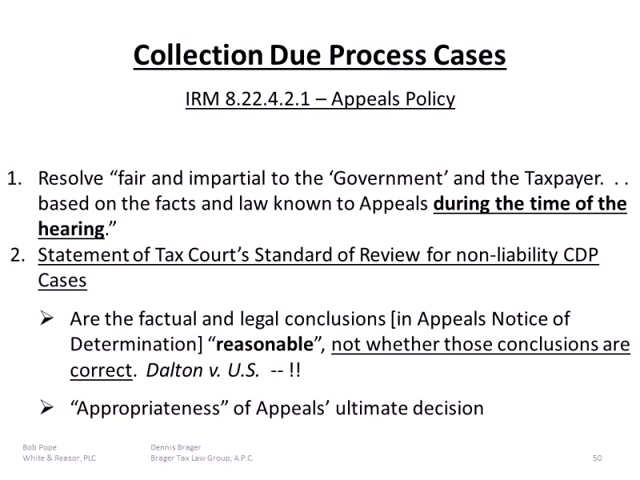 Collection Due Process Cases
IRM 8.22.4.2.1 – Appeals Policy
1. Resolve “fair and impartial to the ‘Government’ and the Taxpayer. . .
based on the facts and law known to Appeals during the time of the
hearing.”
2. Statement of Tax Court’s Standard of Review for non-liability CDP
Cases
➢ Are the factual and legal conclusions [in Appeals Notice of
Determination] “reasonable”, not whether those conclusions are
correct. Dalton v. U.S. -- !!
➢ “Appropriateness” of Appeals’ ultimate decision
Bob Pope Dennis Brager
White & Reasor, PLC Brager Tax Law Group, A.P.C. 50